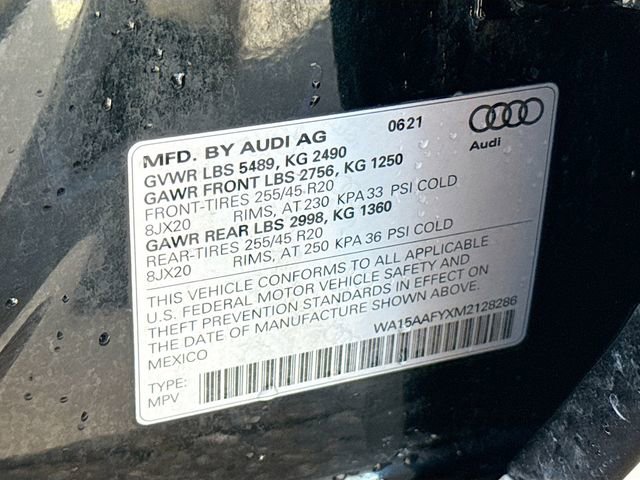 MFD. BY AUDI AG 0621
Audi
GVWR LBS 5489, KG 2490
GAWR FRONT LBS 2756, KG 1250
FRONT-TIRES 255/45 R20
8JX20 RIMS, AT 230 KPA 33 PSI COLD
GAWR REAR LBS 2998, KG 1360
REAR-TIRES 255/45 R20
8JX20 RIMS, AT 250 KPA 36 PSI COLD
THIS VEHICLE CONFORMS TO ALL APPLICABLE
U.S. FEDERAL MOTOR VEHICLE SAFETY AND
THEFT PREVENTION STANDARDS IN EFFECT ON
THE DATE OF MANUFACTURE SHOWN ABOVE.
MEXICO WA15AAFYXM2128286
TYPE:
MPV